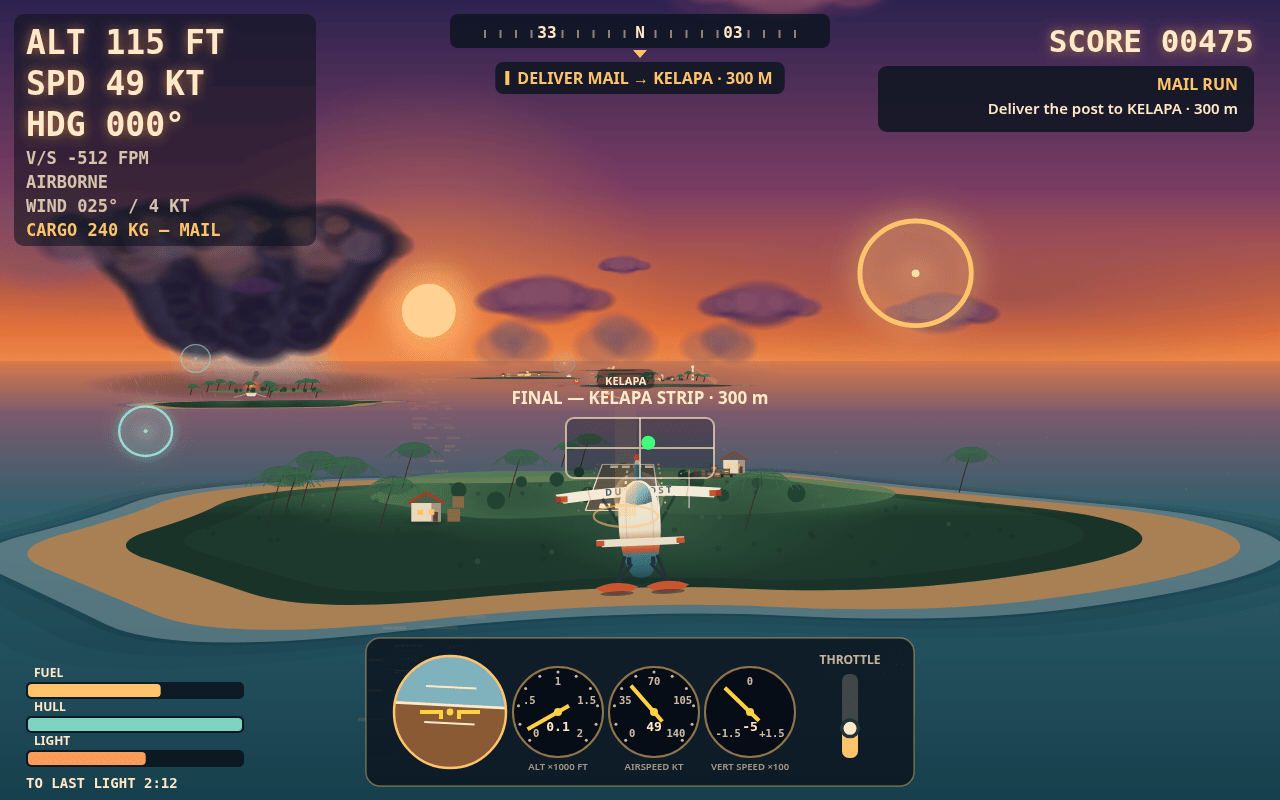 ALT 115 FT
SPD 49 KT
HDG 000°
V/S -512 FPM
AIRBORNE
WIND 025° / 4 KT
CARGO 240 KG — MAIL
33 N 03
DELIVER MAIL → KELAPA · 300 M
SCORE 00475
MAIL RUN
Deliver the post to KELAPA · 300 m
KELAPA
FINAL — KELAPA STRIP · 300 m
FUEL
HULL
LIGHT
TO LAST LIGHT 2:12
0 .5 1 1.5 2
0.1
ALT ×1000 FT
0 35 70 105 140
49
AIRSPEED KT
-1.5 0 +1.5
-5
VERT SPEED ×100
THROTTLE